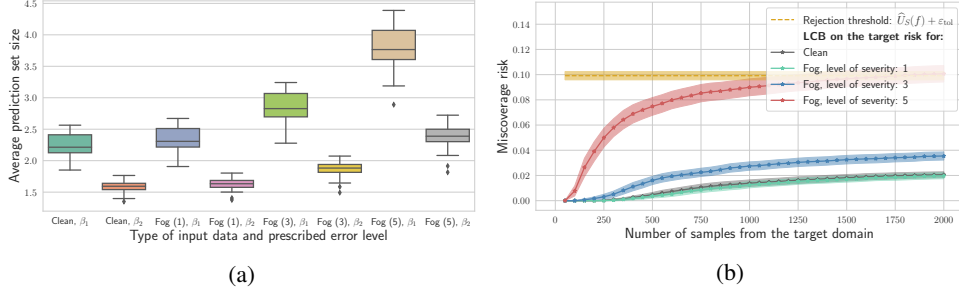 4.5
4.0
3.5
3.0
2.5
2.0
1.5
Average prediction set size
Clean, β₁ Clean, β₂ Fog (1), β₁ Fog (1), β₂ Fog (3), β₁ Fog (3), β₂ Fog (5), β₁ Fog (5), β₂
Type of input data and prescribed error level
(a)
0.14
0.12
0.10
0.08
0.06
0.04
0.02
0.00
Miscoverage risk
Rejection threshold: Û_S(f) + ε_tol
LCB on the target risk for:
Clean
Fog, level of severity: 1
Fog, level of severity: 3
Fog, level of severity: 5
0 250 500 750 1000 1250 1500 1750 2000
Number of samples from the target domain
(b)